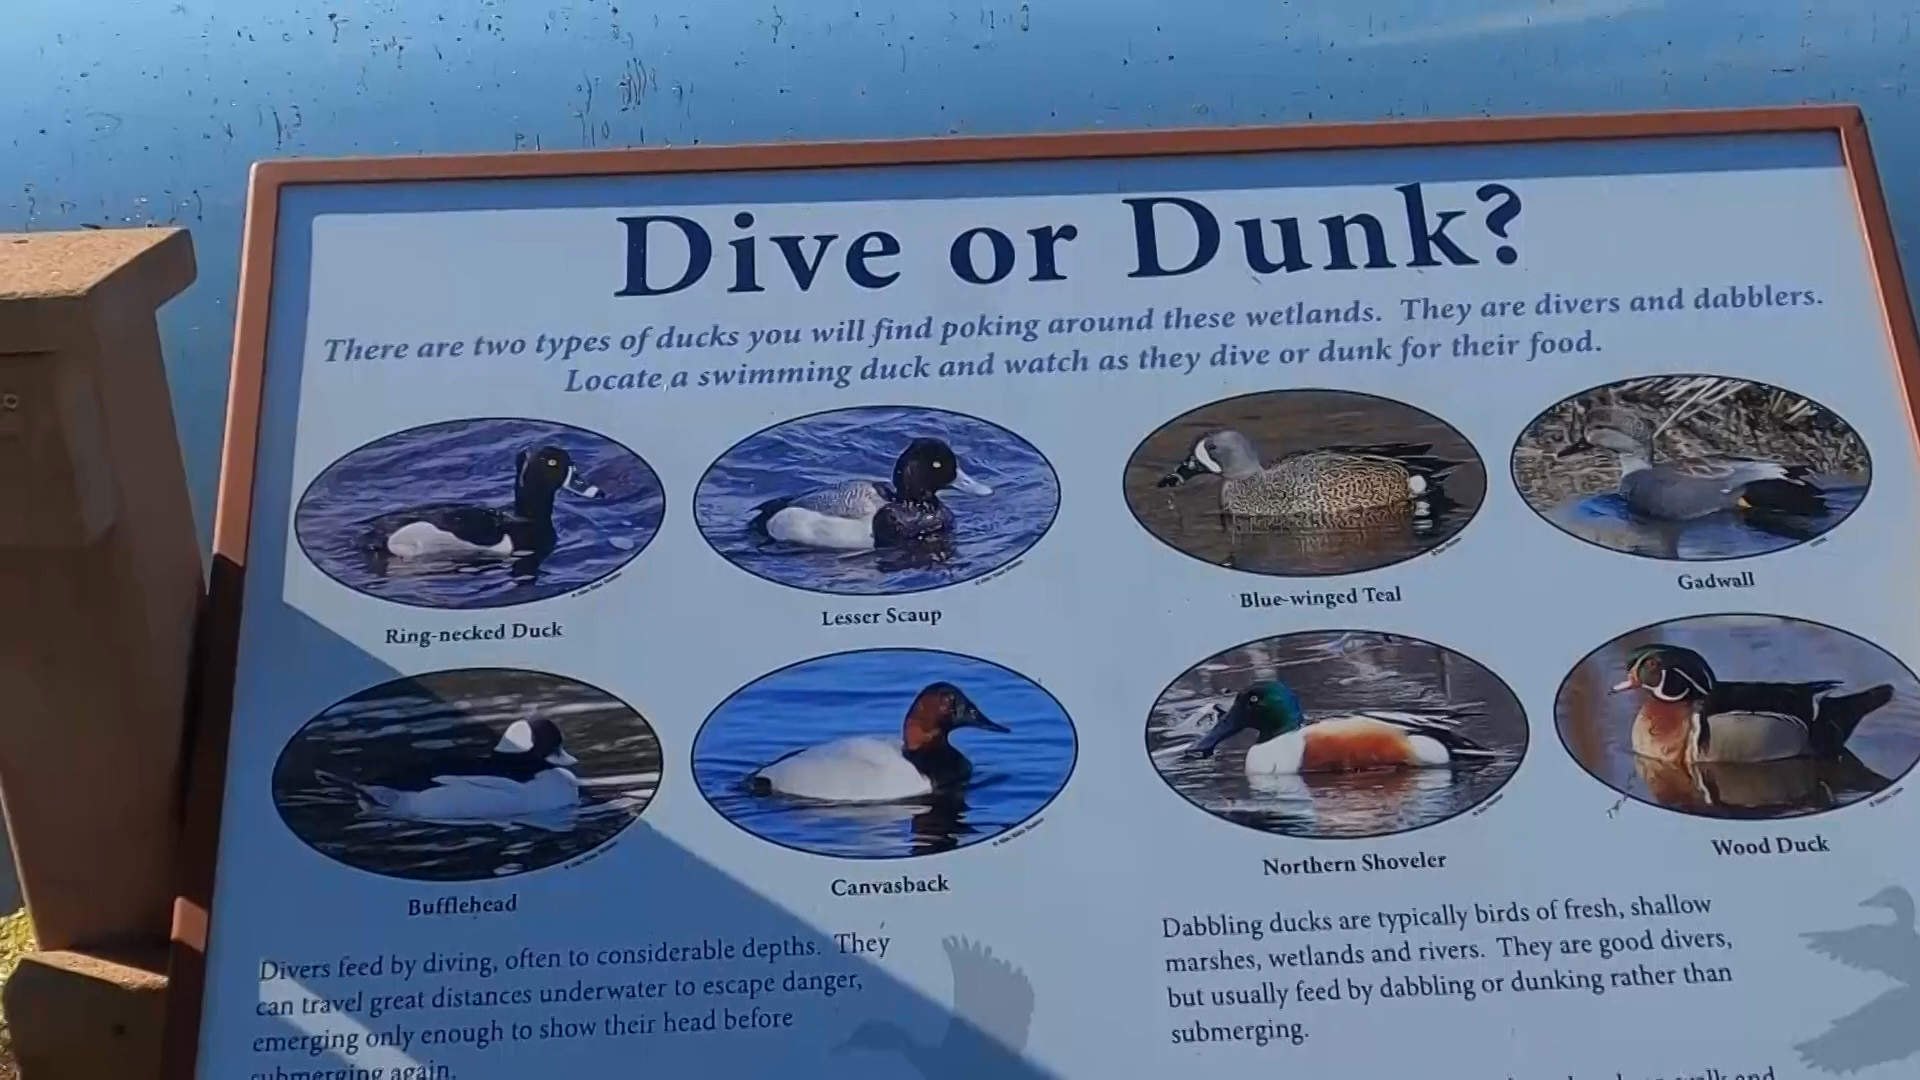 Dive or Dunk?
There are two types of ducks you will find poking around these wetlands. They are divers and dabblers.
Locate a swimming duck and watch as they dive or dunk for their food.
Ring-necked Duck
Lesser Scaup
Bufflehead
Canvasback
Divers feed by diving, often to considerable depths. They
can travel great distances underwater to escape danger,
emerging only enough to show their head before
submerging again.
Blue-winged Teal
Gadwall
Northern Shoveler
Wood Duck
Dabbling ducks are typically birds of fresh, shallow
marshes, wetlands and rivers. They are good divers,
but usually feed by dabbling or dunking rather than
submerging.
walk and